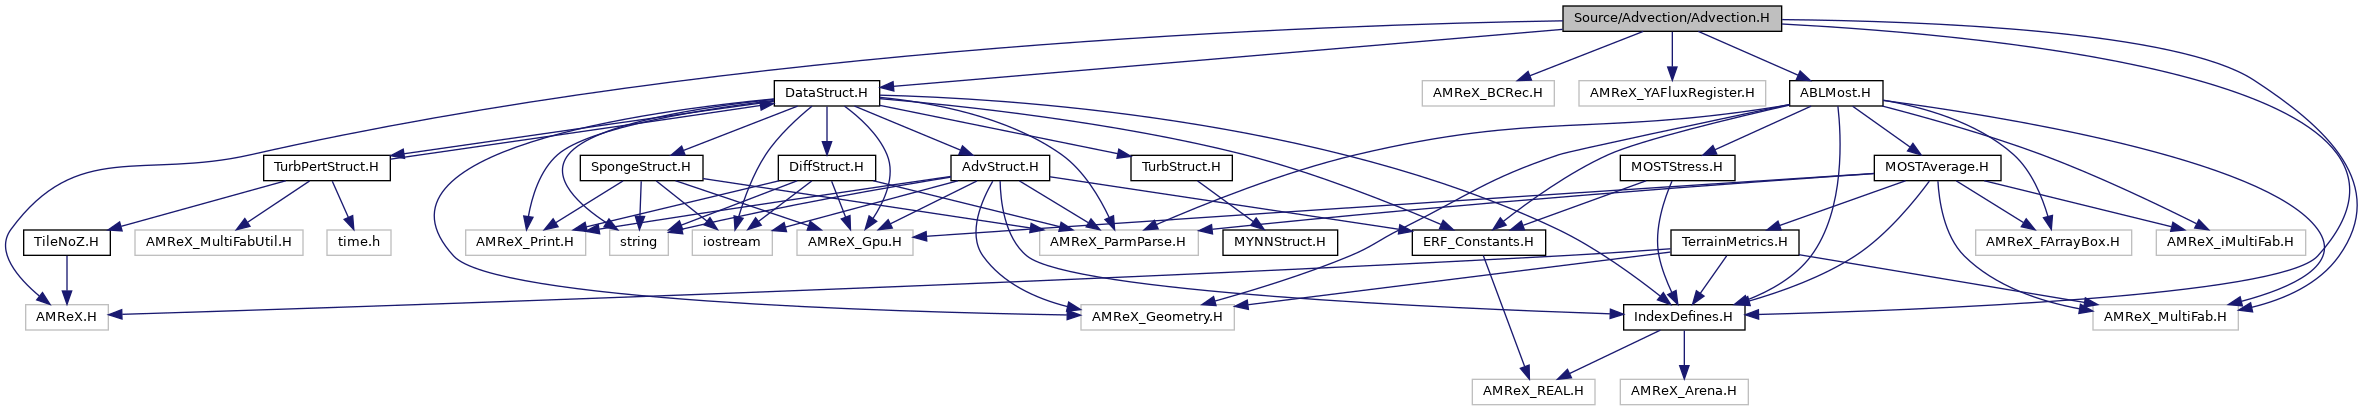 Source/Advection/Advection.H
DataStruct.H
AMReX_BCRec.H
AMReX_YAFluxRegister.H
ABLMost.H
TurbPertStruct.H
SpongeStruct.H
DiffStruct.H
AdvStruct.H
TurbStruct.H
MOSTStress.H
MOSTAverage.H
TileNoZ.H
AMReX_MultiFabUtil.H
time.h
AMReX_Print.H
string
iostream
AMReX_Gpu.H
AMReX_ParmParse.H
MYNNStruct.H
ERF_Constants.H
TerrainMetrics.H
AMReX_FArrayBox.H
AMReX_iMultiFab.H
AMReX.H
AMReX_Geometry.H
IndexDefines.H
AMReX_MultiFab.H
AMReX_REAL.H
AMReX_Arena.H